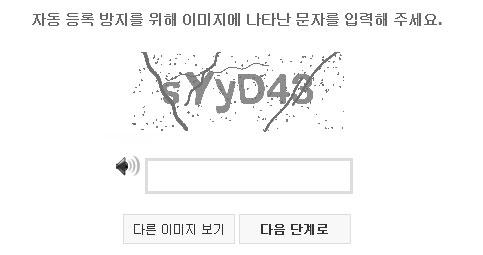 자동 등록 방지를 위해 이미지에 나타난 문자를 입력해 주세요.
sYyD43
다른 이미지 보기 다음 단계로